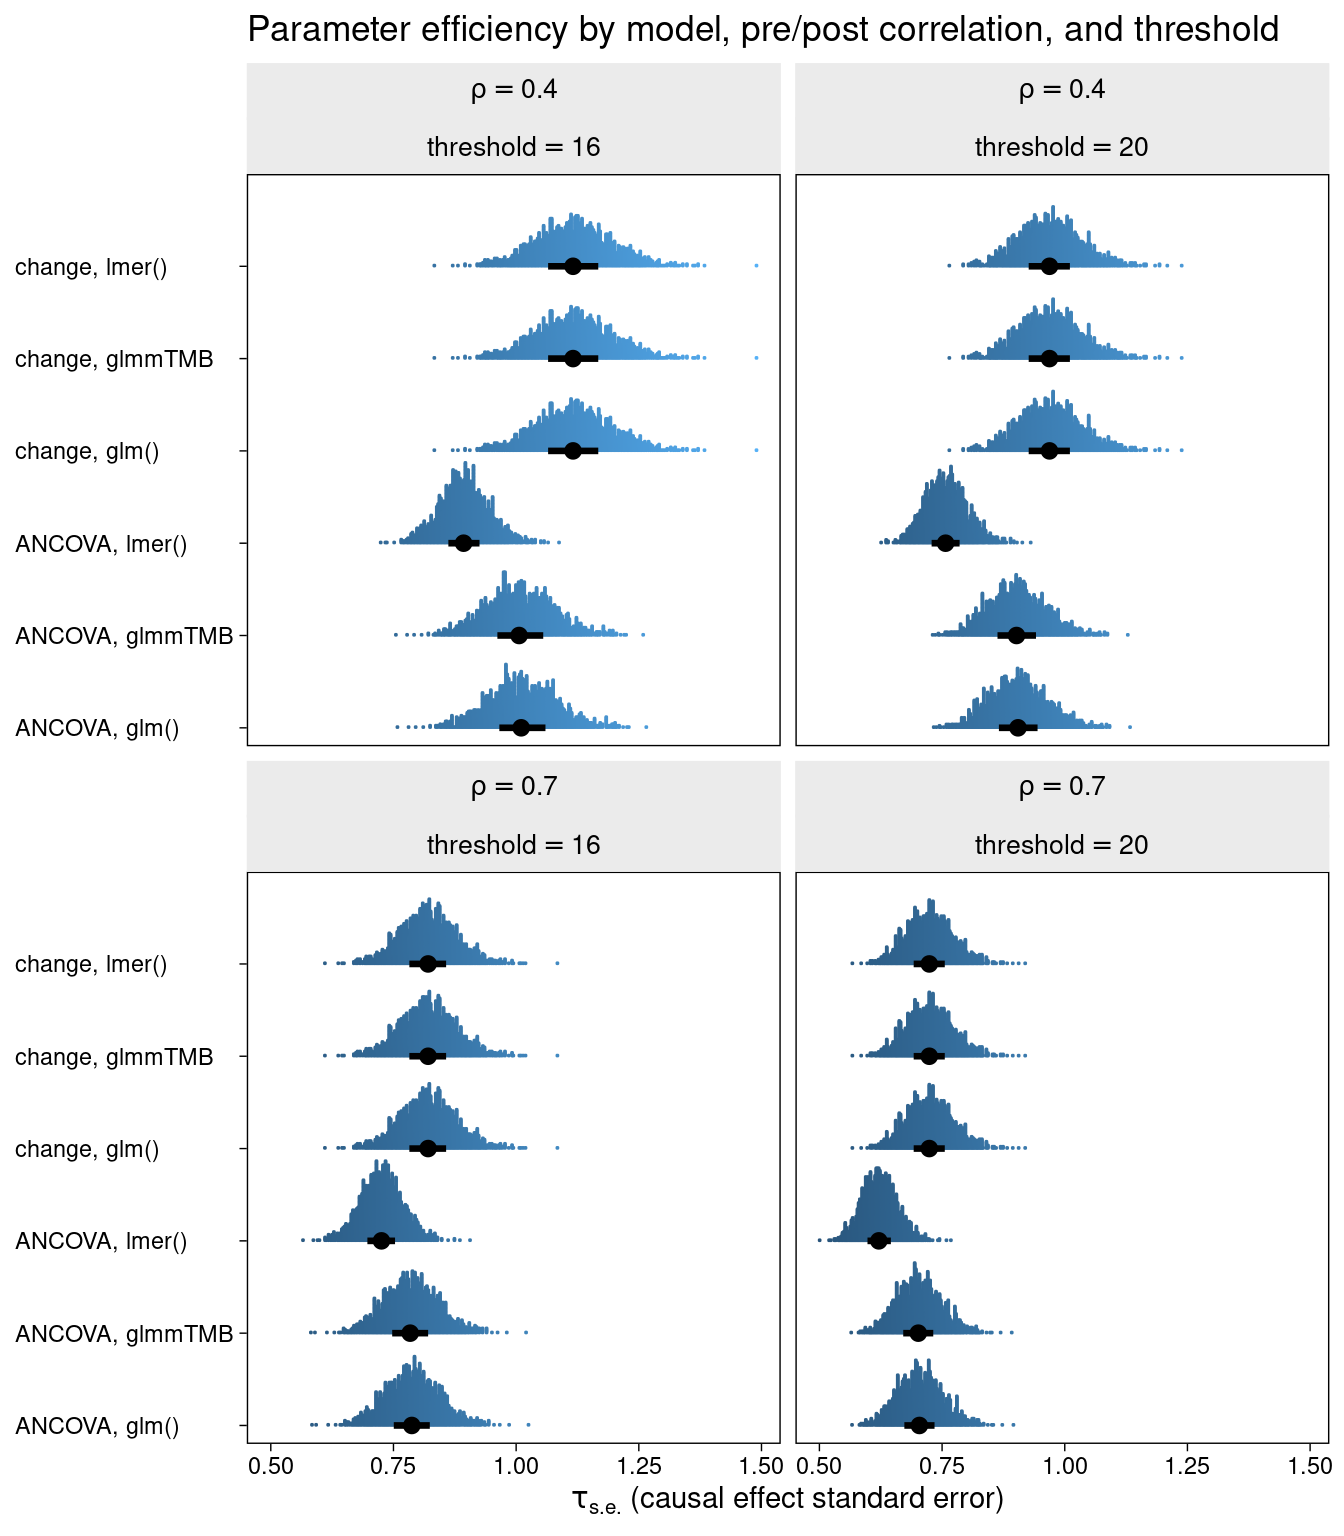 Parameter efficiency by model, pre/post correlation, and threshold
ρ = 0.4
threshold = 16
ρ = 0.4
threshold = 20
change, lmer()
change, glmmTMB
change, glm()
ANCOVA, lmer()
ANCOVA, glmmTMB
ANCOVA, glm()
ρ = 0.7
threshold = 16
ρ = 0.7
threshold = 20
change, lmer()
change, glmmTMB
change, glm()
ANCOVA, lmer()
ANCOVA, glmmTMB
ANCOVA, glm()
0.50 0.75 1.00 1.25 1.50 0.50 0.75 1.00 1.25 1.50
τs.e. (causal effect standard error)